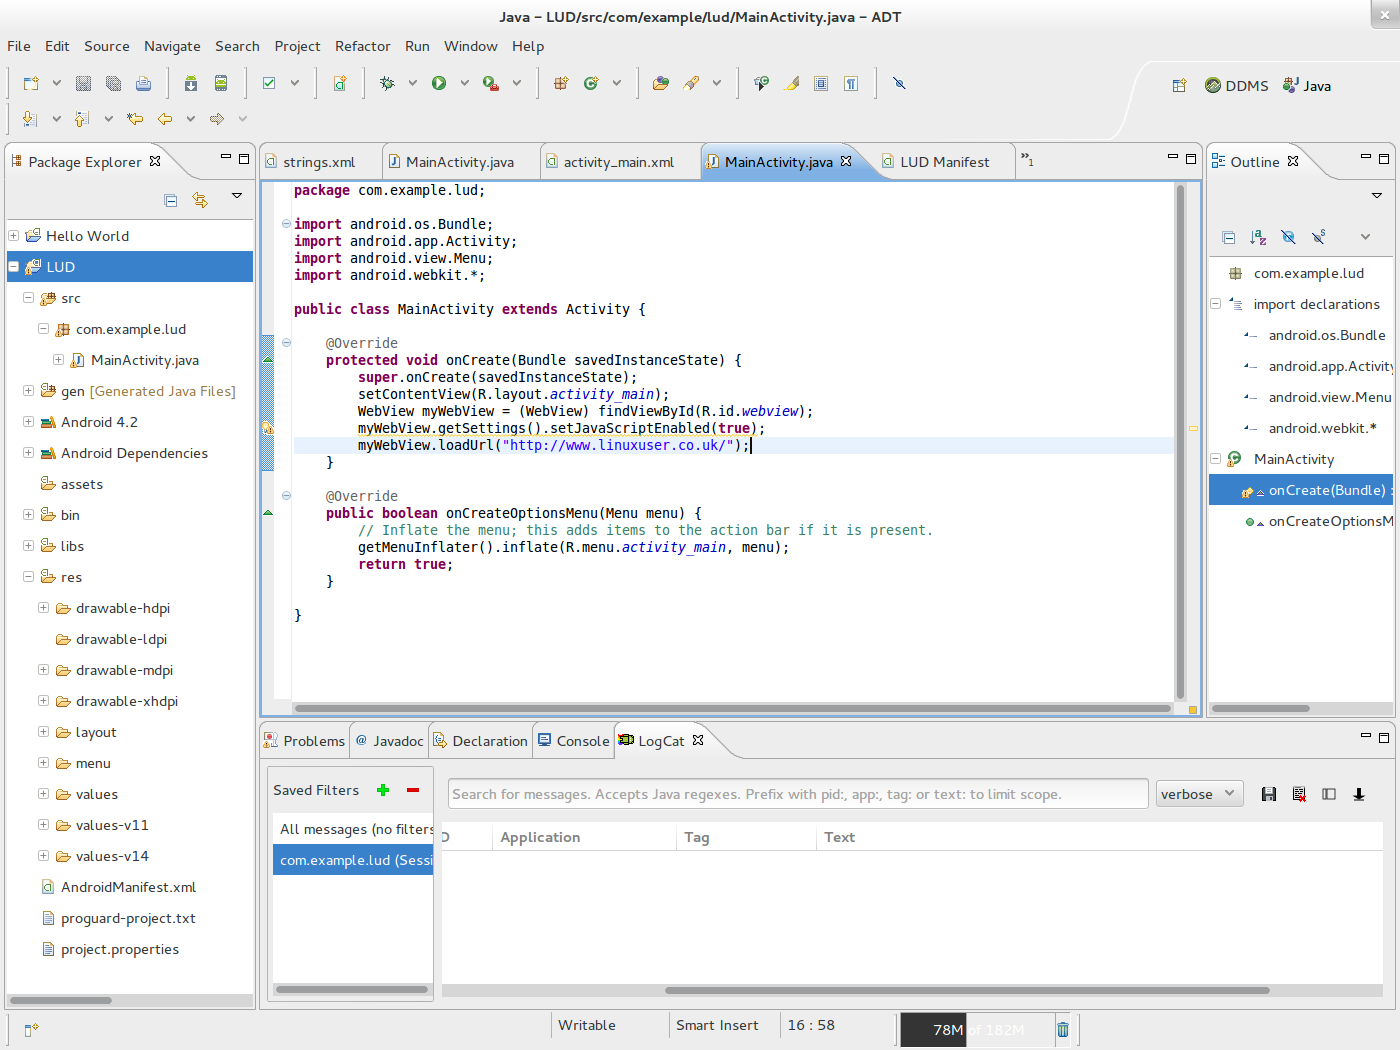 Java – LUD/src/com/example/lud/MainActivity.java – ADT
File Edit Source Navigate Search Project Refactor Run Window Help
DDMS Java
Package Explorer
Hello World
LUD
src
com.example.lud
MainActivity.java
gen [Generated Java Files]
Android 4.2
Android Dependencies
assets
bin
libs
res
drawable-hdpi
drawable-ldpi
drawable-mdpi
drawable-xhdpi
layout
menu
values
values-v11
values-v14
AndroidManifest.xml
proguard-project.txt
project.properties
strings.xml MainActivity.java activity_main.xml MainActivity.java LUD Manifest »1
package com.example.lud;
import android.os.Bundle;
import android.app.Activity;
import android.view.Menu;
import android.webkit.*;
public class MainActivity extends Activity {
@Override
protected void onCreate(Bundle savedInstanceState) {
super.onCreate(savedInstanceState);
setContentView(R.layout.activity_main);
WebView myWebView = (WebView) findViewById(R.id.webview);
myWebView.getSettings().setJavaScriptEnabled(true);
myWebView.loadUrl("http://www.linuxuser.co.uk/");
}
@Override
public boolean onCreateOptionsMenu(Menu menu) {
// Inflate the menu; this adds items to the action bar if it is present.
getMenuInflater().inflate(R.menu.activity_main, menu);
return true;
}
}
Outline
com.example.lud
import declarations
android.os.Bundle
android.app.Activity
android.view.Menu
android.webkit.*
MainActivity
onCreate(Bundle) :
onCreateOptionsM
Problems @ Javadoc Declaration Console LogCat
Saved Filters
All messages (no filters
com.example.lud (Sessi
Search for messages. Accepts Java regexes. Prefix with pid:, app:, tag: or text: to limit scope.
verbose
D Application Tag Text
Writable Smart Insert 16 : 58 78M of 182M